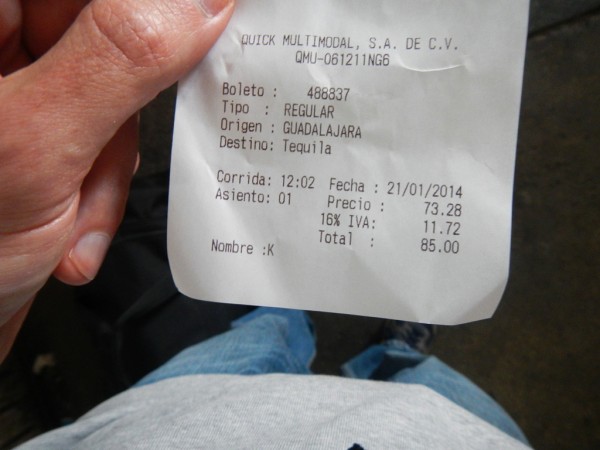 QUICK MULTIMODAL, S.A. DE C.V.
QMU-061211NG6
Boleto : 488837
Tipo : REGULAR
Origen : GUADALAJARA
Destino: Tequila
Corrida: 12:02 Fecha : 21/01/2014
Asiento: 01 Precio : 73.28
16% IVA: 11.72
Total : 85.00
Nombre :K